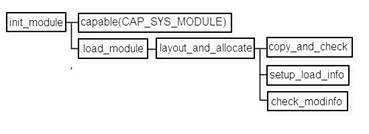 init_module
capable(CAP_SYS_MODULE)
load_module
layout_and_allocate
copy_and_check
setup_load_info
check_modinfo